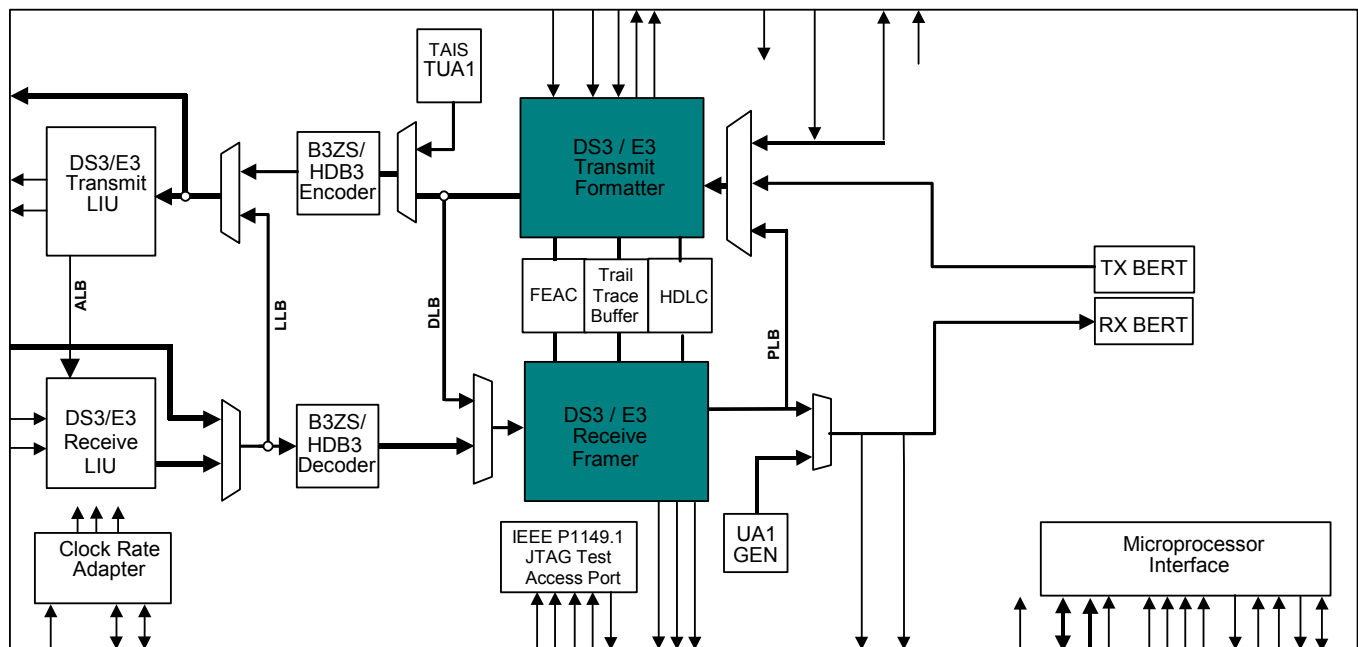 TAIS
TUA1
DS3/E3
Transmit
LIU
B3ZS/
HDB3
Encoder
DS3 / E3
Transmit
Formatter
FEAC
Trail
Trace
Buffer
HDLC
TX BERT
RX BERT
ALB
LLB
DLB
PLB
DS3/E3
Receive
LIU
B3ZS/
HDB3
Decoder
DS3 / E3
Receive
Framer
Clock Rate
Adapter
IEEE P1149.1
JTAG Test
Access Port
UA1
GEN
Microprocessor
Interface